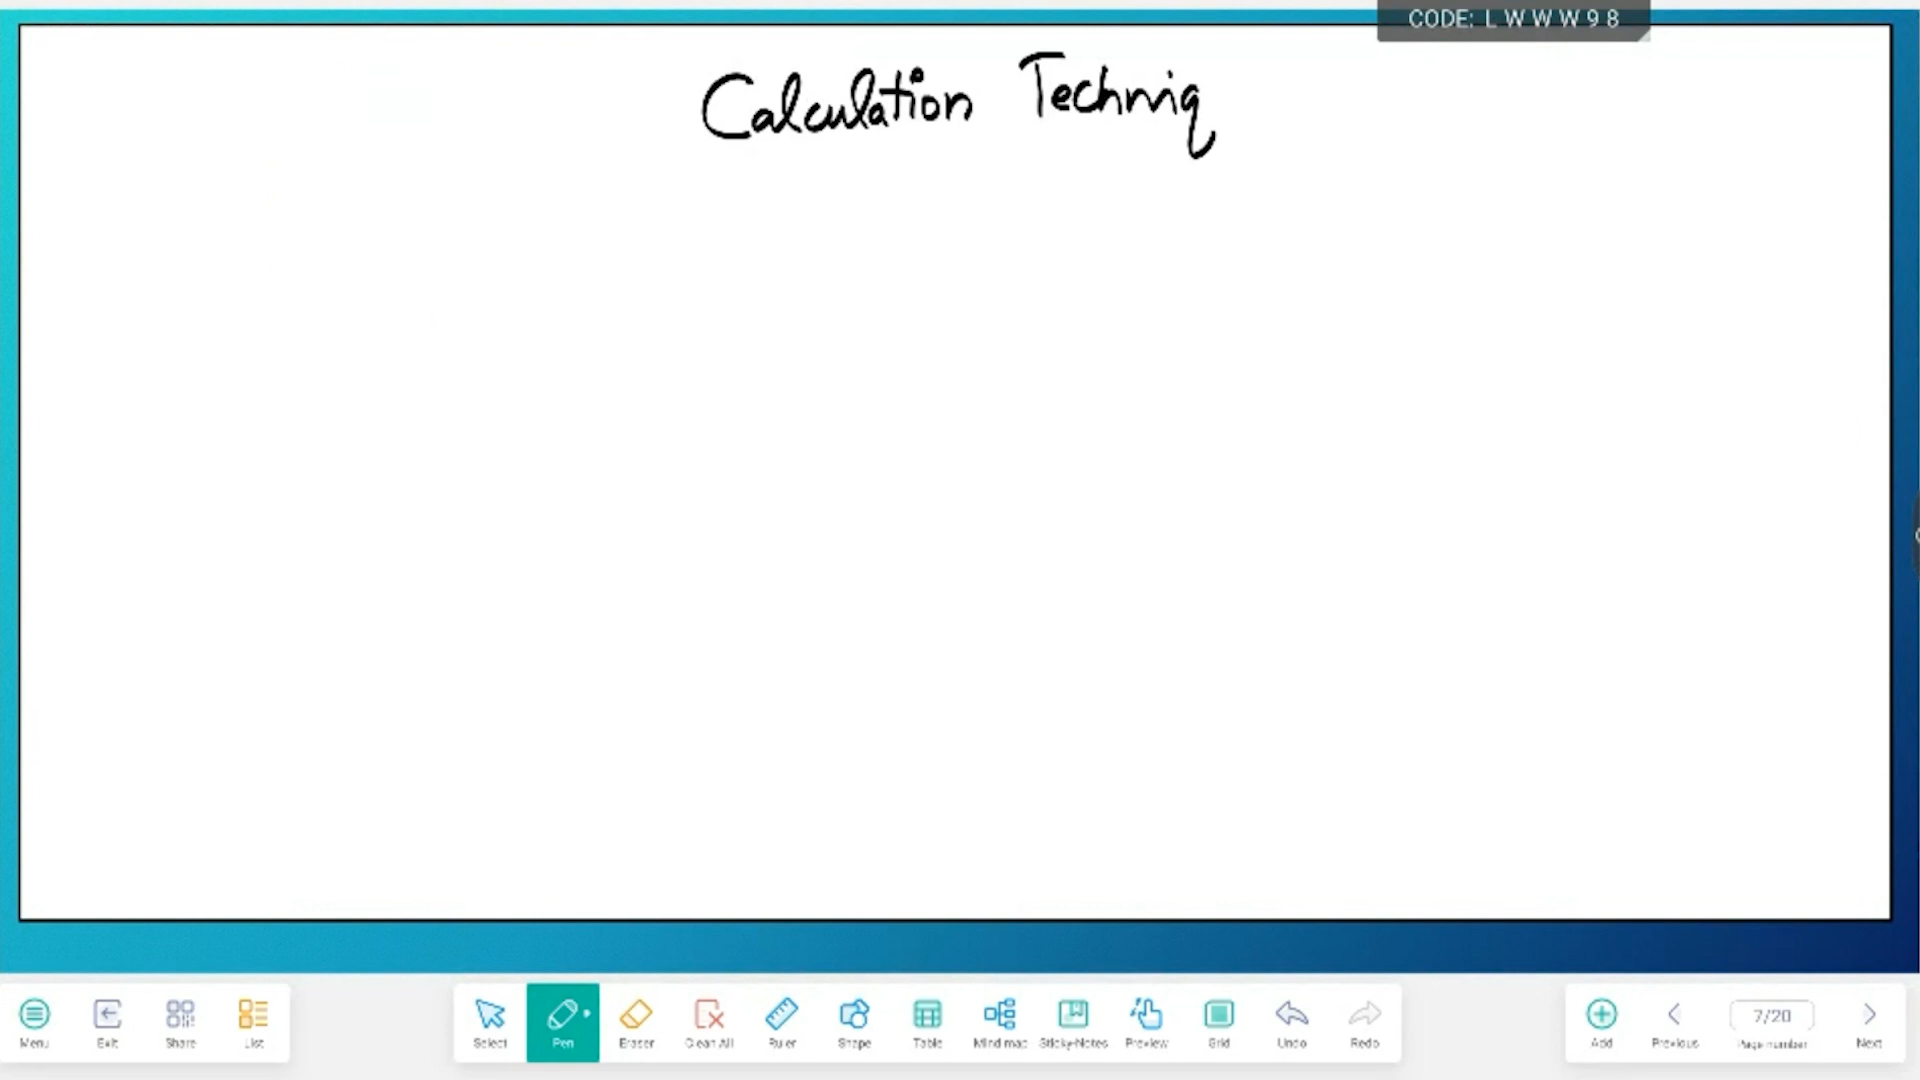 CODE: L W W W 9 8
Calculation Techniq
Menu Exit Share List Select Pen Eraser Clean All Ruler Shape Table Mind map Sticky-Notes Preview Grid Undo Redo Add Previous 7/20 Page number Next